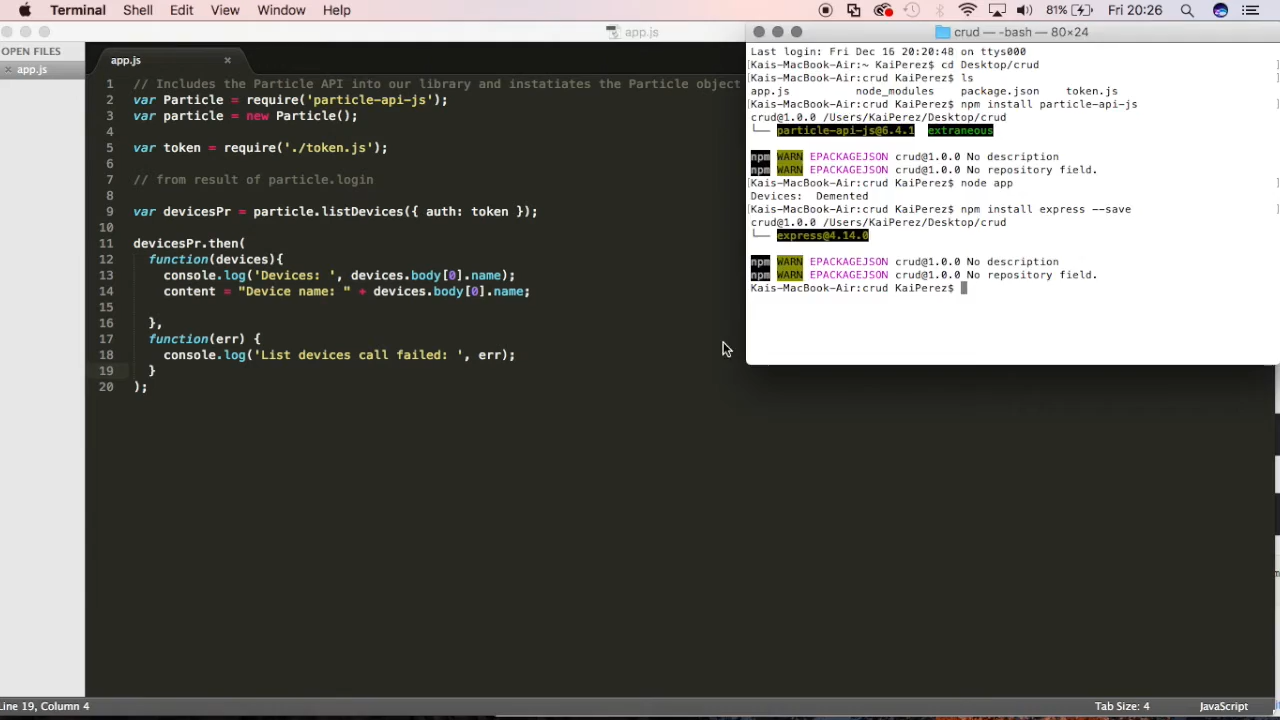 Terminal Shell Edit View Window Help 81% Fri 20:26
app.js
OPEN FILES
app.js
app.js
1 // Includes the Particle API into our library and instatiates the Particle object
2 var Particle = require('particle-api-js');
3 var particle = new Particle();
4
5 var token = require('./token.js');
6
7 // from result of particle.login
8
9 var devicesPr = particle.listDevices({ auth: token });
10
11 devicesPr.then(
12 function(devices){
13 console.log('Devices: ', devices.body[0].name);
14 content = "Device name: " + devices.body[0].name;
15
16 },
17 function(err) {
18 console.log('List devices call failed: ', err);
19 }
20 );
crud — -bash — 80×24
Last login: Fri Dec 16 20:20:48 on ttys000
[Kais-MacBook-Air:~ KaiPerez$ cd Desktop/crud ]
[Kais-MacBook-Air:crud KaiPerez$ ls ]
app.js node_modules package.json token.js
[Kais-MacBook-Air:crud KaiPerez$ npm install particle-api-js ]
crud@1.0.0 /Users/KaiPerez/Desktop/crud
└── particle-api-js@6.4.1 extraneous
npm WARN EPACKAGEJSON crud@1.0.0 No description
npm WARN EPACKAGEJSON crud@1.0.0 No repository field.
[Kais-MacBook-Air:crud KaiPerez$ node app ]
Devices: Demented
[Kais-MacBook-Air:crud KaiPerez$ npm install express --save ]
crud@1.0.0 /Users/KaiPerez/Desktop/crud
└── express@4.14.0
npm WARN EPACKAGEJSON crud@1.0.0 No description
npm WARN EPACKAGEJSON crud@1.0.0 No repository field.
Kais-MacBook-Air:crud KaiPerez$
Line 19, Column 4 Tab Size: 4 JavaScript